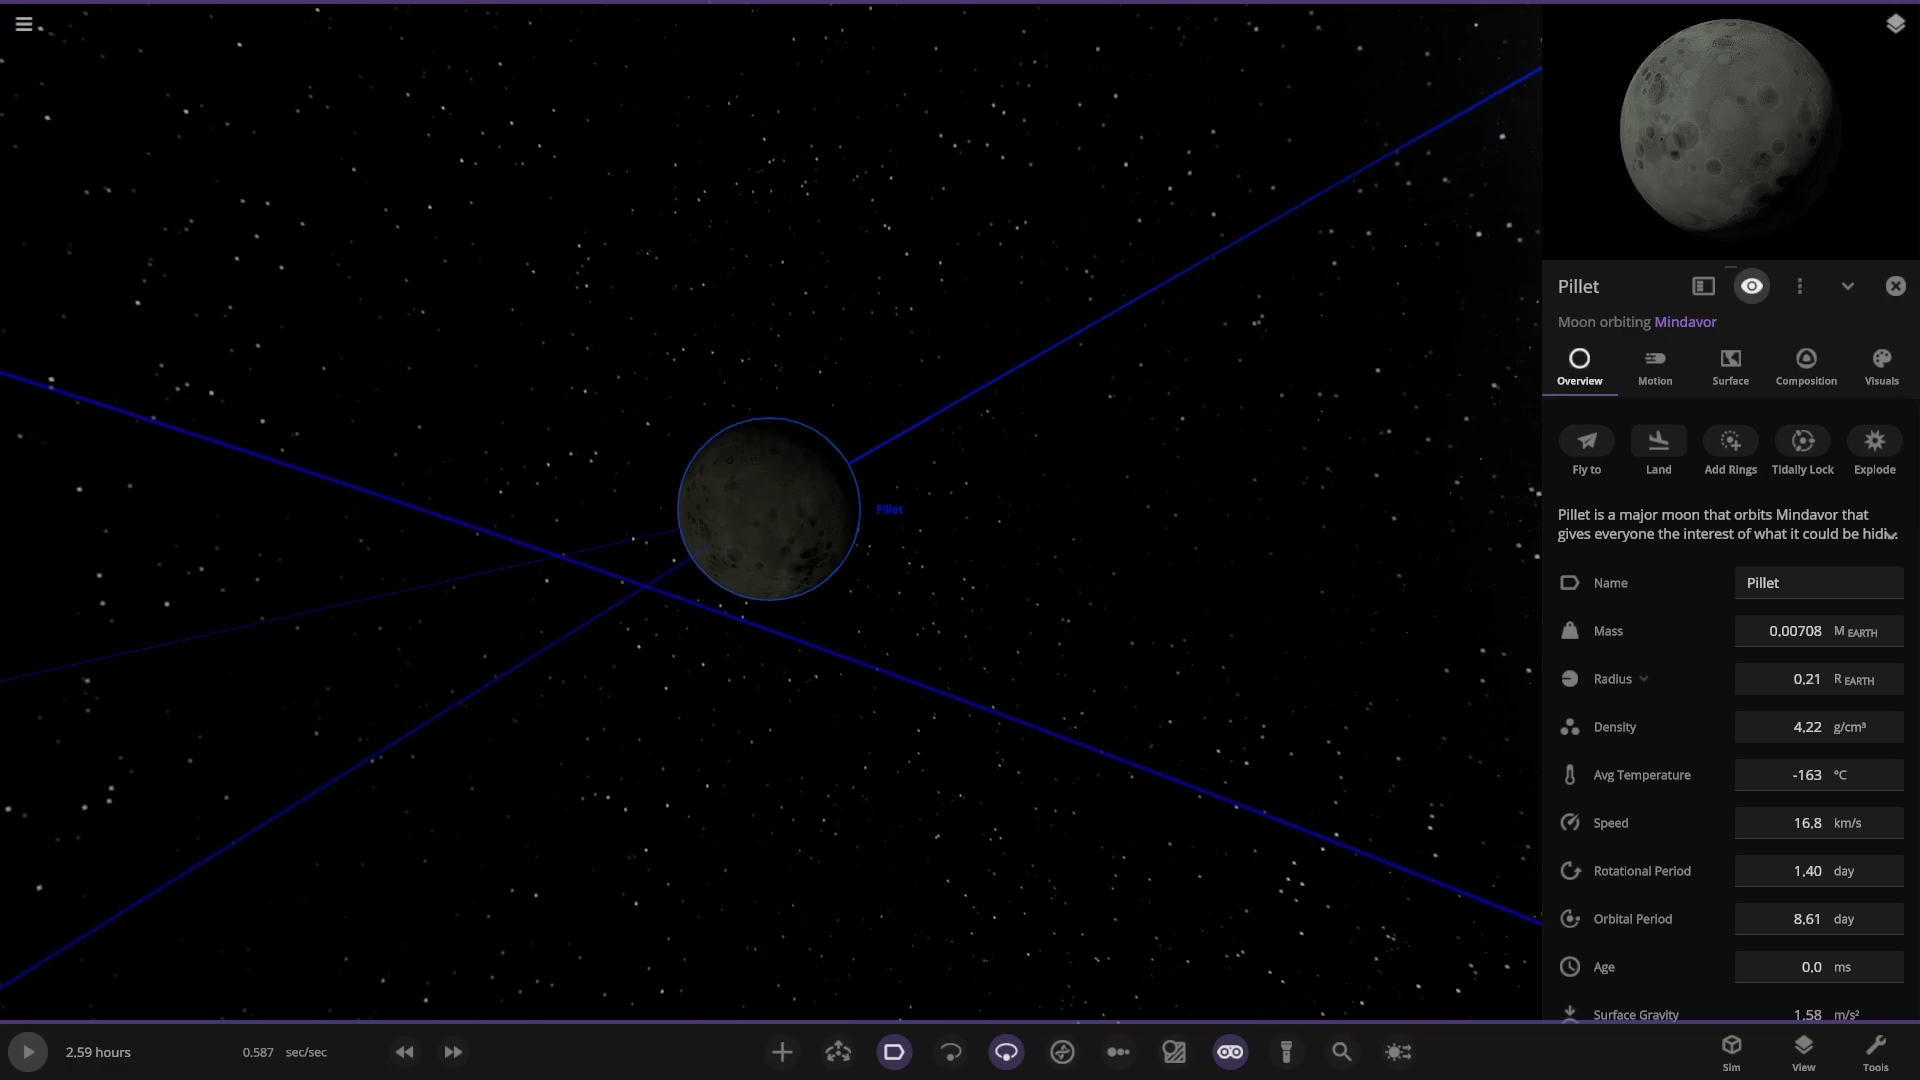 Pillet
Moon orbiting Mindavor
Overview Motion Surface Composition Visuals
Fly to Land Add Rings Tidally Lock Explode
Pillet is a major moon that orbits Mindavor that
gives everyone the interest of what it could be hidi...
Name Pillet
Mass 0,00708 M EARTH
Radius 0,21 R EARTH
Density 4,22 g/cm³
Avg Temperature -163 °C
Speed 16,8 km/s
Rotational Period 1,40 day
Orbital Period 8,61 day
Age 0,0 ms
Surface Gravity 1,58 m/s²
Pillet
2,59 hours 0.587 sec/sec
Sim View Tools